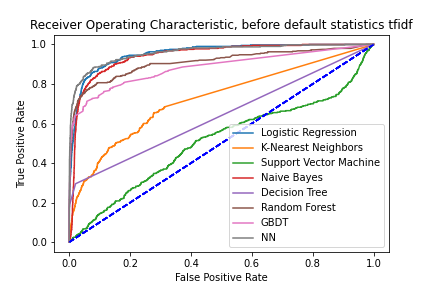 Receiver Operating Characteristic, before default statistics tfidf
True Positive Rate
1.0
0.8
0.6
0.4
0.2
0.0
Logistic Regression
K-Nearest Neighbors
Support Vector Machine
Naive Bayes
Decision Tree
Random Forest
GBDT
NN
0.0 0.2 0.4 0.6 0.8 1.0
False Positive Rate